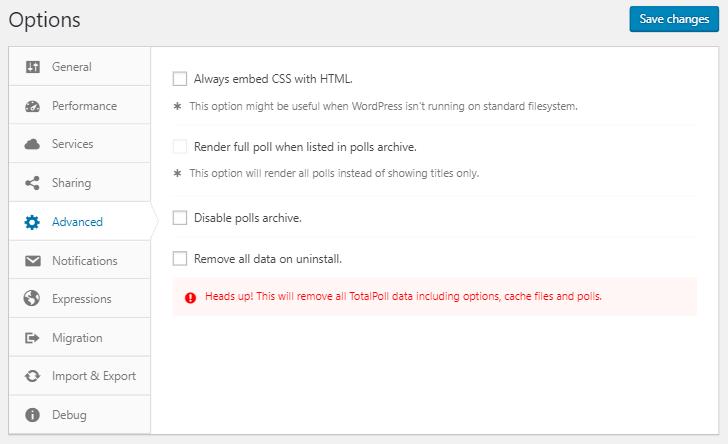 Options
Save changes
General
Performance
Services
Sharing
Advanced
Notifications
Expressions
Migration
Import & Export
Debug
Always embed CSS with HTML.
✱ This option might be useful when WordPress isn't running on standard filesystem.
Render full poll when listed in polls archive.
✱ This option will render all polls instead of showing titles only.
Disable polls archive.
Remove all data on uninstall.
Heads up! This will remove all TotalPoll data including options, cache files and polls.